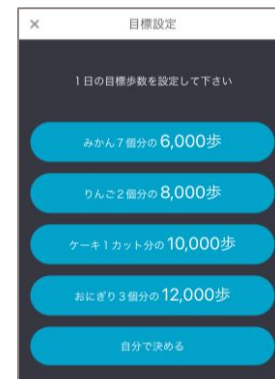 × 目標設定
1日の目標歩数を設定して下さい
みかん7個分の6,000歩
りんご2個分の8,000歩
ケーキ1カット分の10,000歩
おにぎり3個分の12,000歩
自分で決める